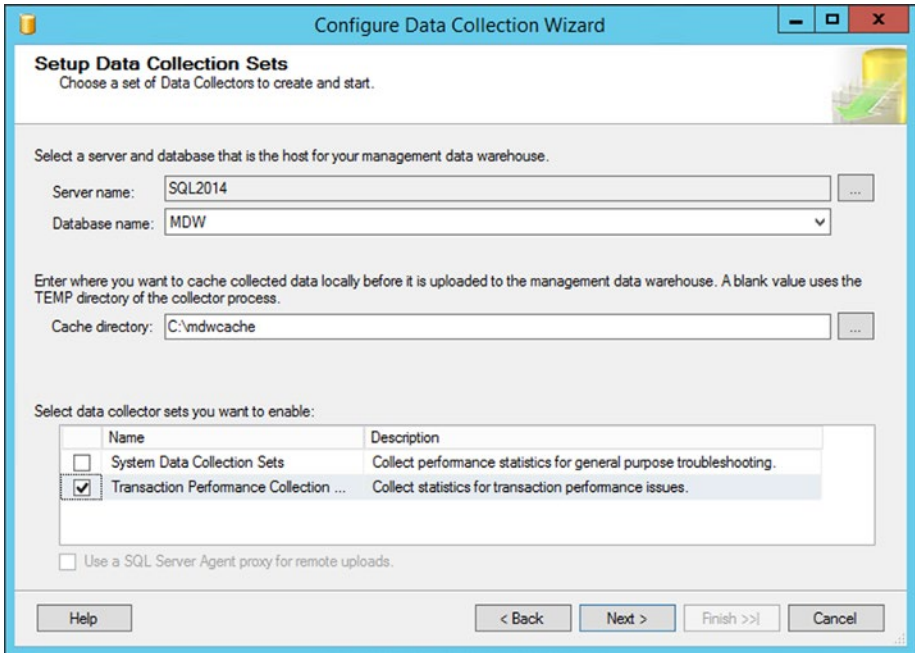 Configure Data Collection Wizard
Setup Data Collection Sets
Choose a set of Data Collectors to create and start.
Select a server and database that is the host for your management data warehouse.
Server name: SQL2014 ...
Database name: MDW
Enter where you want to cache collected data locally before it is uploaded to the management data warehouse. A blank value uses the
TEMP directory of the collector process.
Cache directory: C:\mdwcache ...
Select data collector sets you want to enable:
Name Description
System Data Collection Sets Collect performance statistics for general purpose troubleshooting.
Transaction Performance Collection ... Collect statistics for transaction performance issues.
Use a SQL Server Agent proxy for remote uploads.
Help < Back Next > Finish >>| Cancel